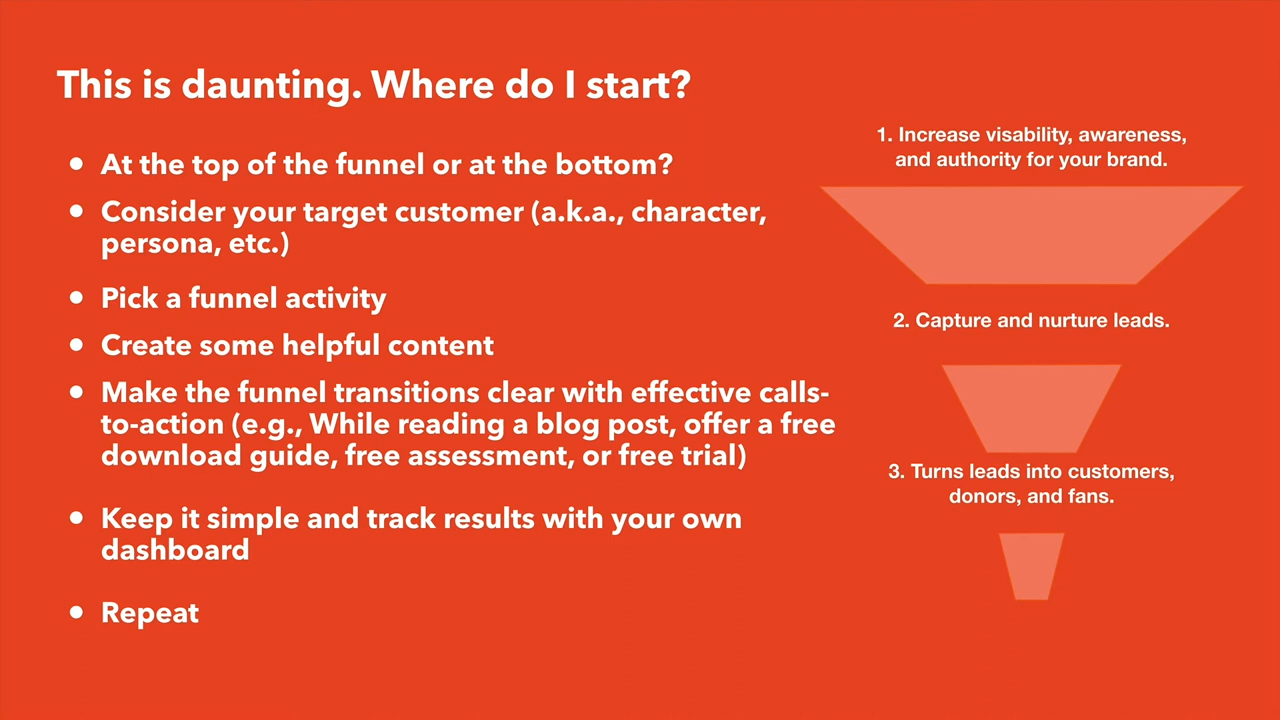 This is daunting. Where do I start?
• At the top of the funnel or at the bottom?
• Consider your target customer (a.k.a., character,
persona, etc.)
• Pick a funnel activity
• Create some helpful content
• Make the funnel transitions clear with effective calls-
to-action (e.g., While reading a blog post, offer a free
download guide, free assessment, or free trial)
• Keep it simple and track results with your own
dashboard
• Repeat
1. Increase visability, awareness,
and authority for your brand.
2. Capture and nurture leads.
3. Turns leads into customers,
donors, and fans.